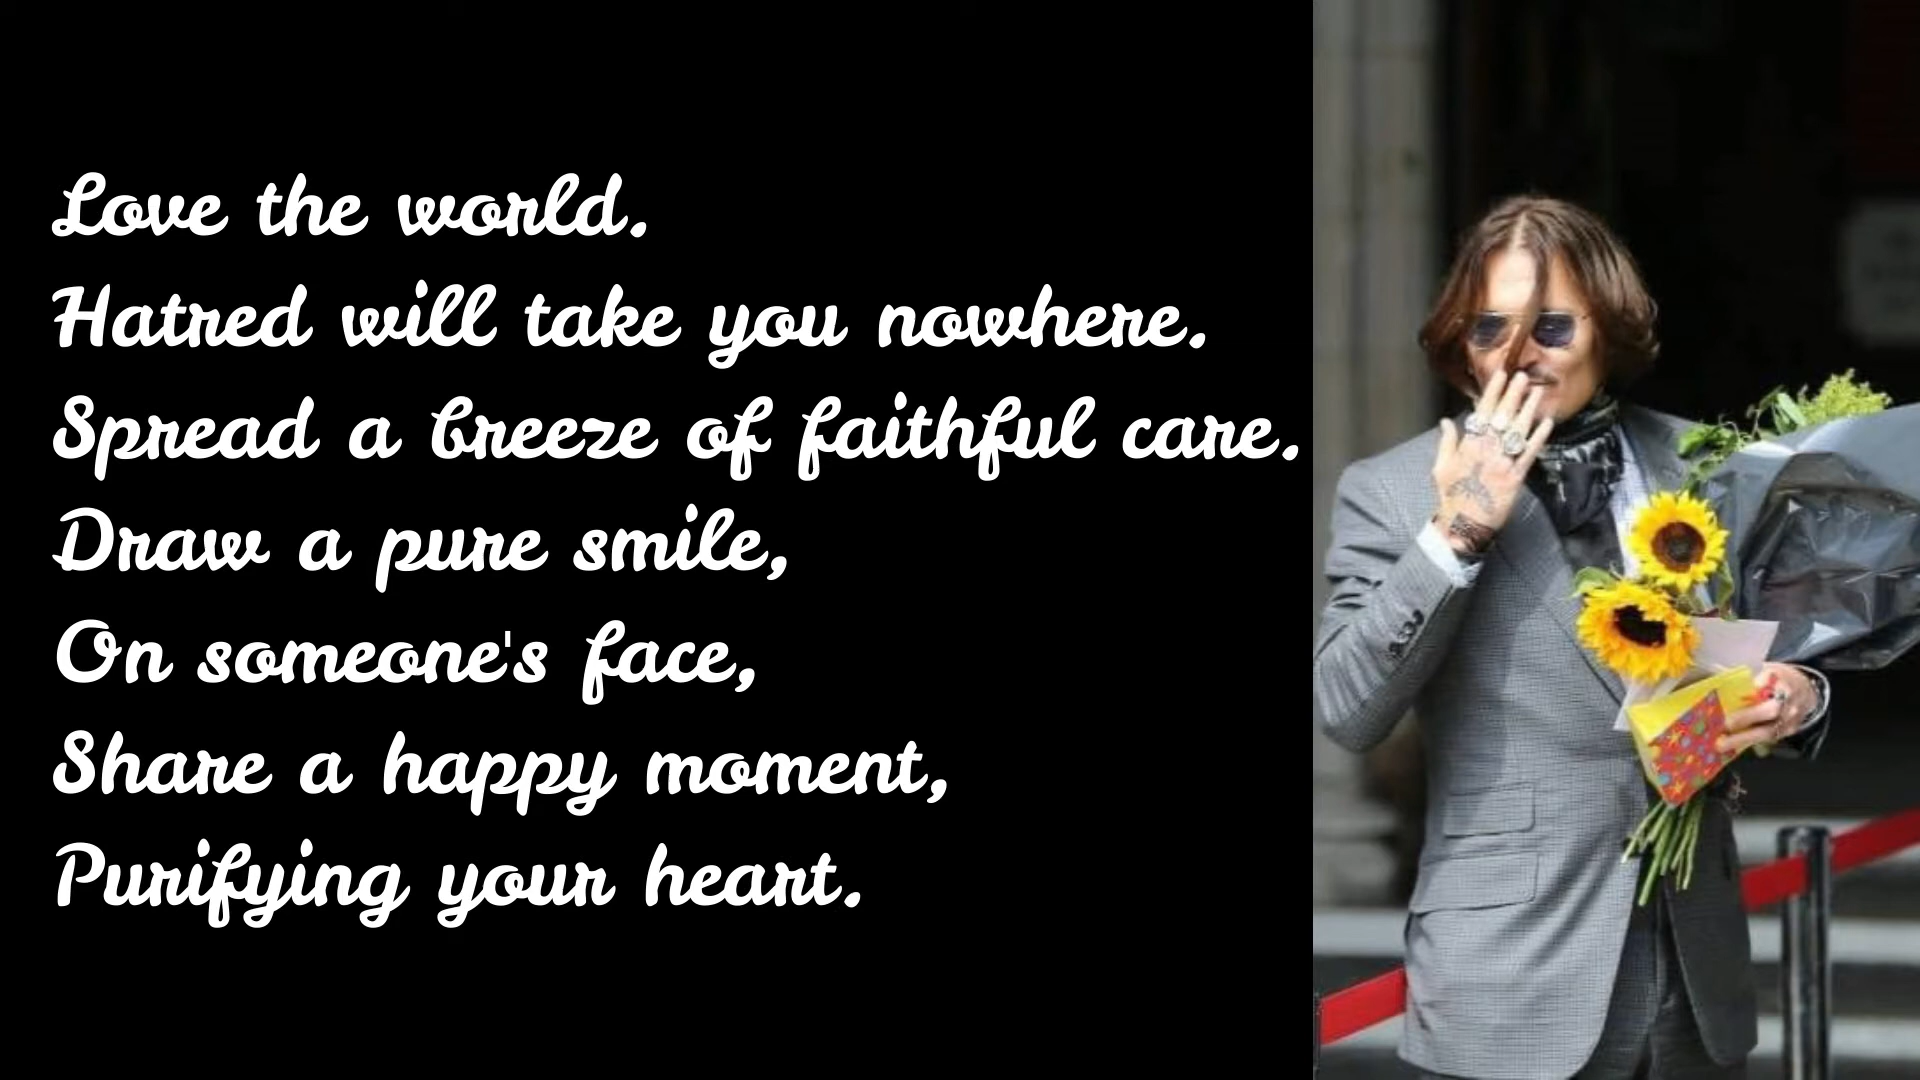 Love the world.
Hatred will take you nowhere.
Spread a breeze of faithful care.
Draw a pure smile,
On someone's face,
Share a happy moment,
Purifying your heart.